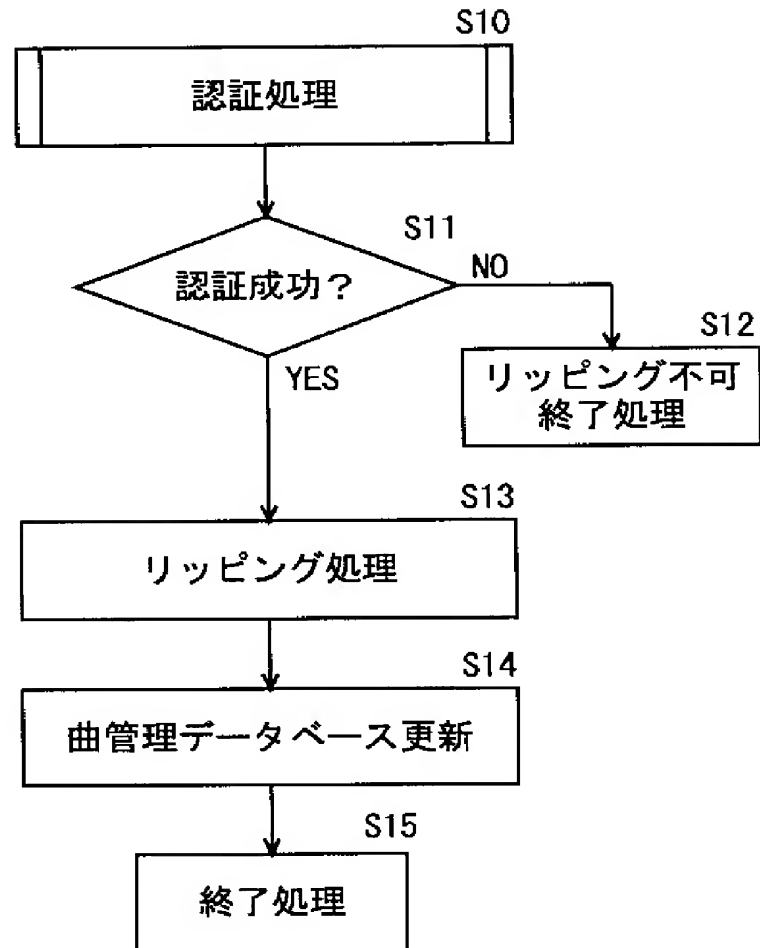 S10
認証処理
S11
認証成功？
NO
S12
リッピング不可
終了処理
YES
S13
リッピング処理
S14
曲管理データベース更新
S15
終了処理